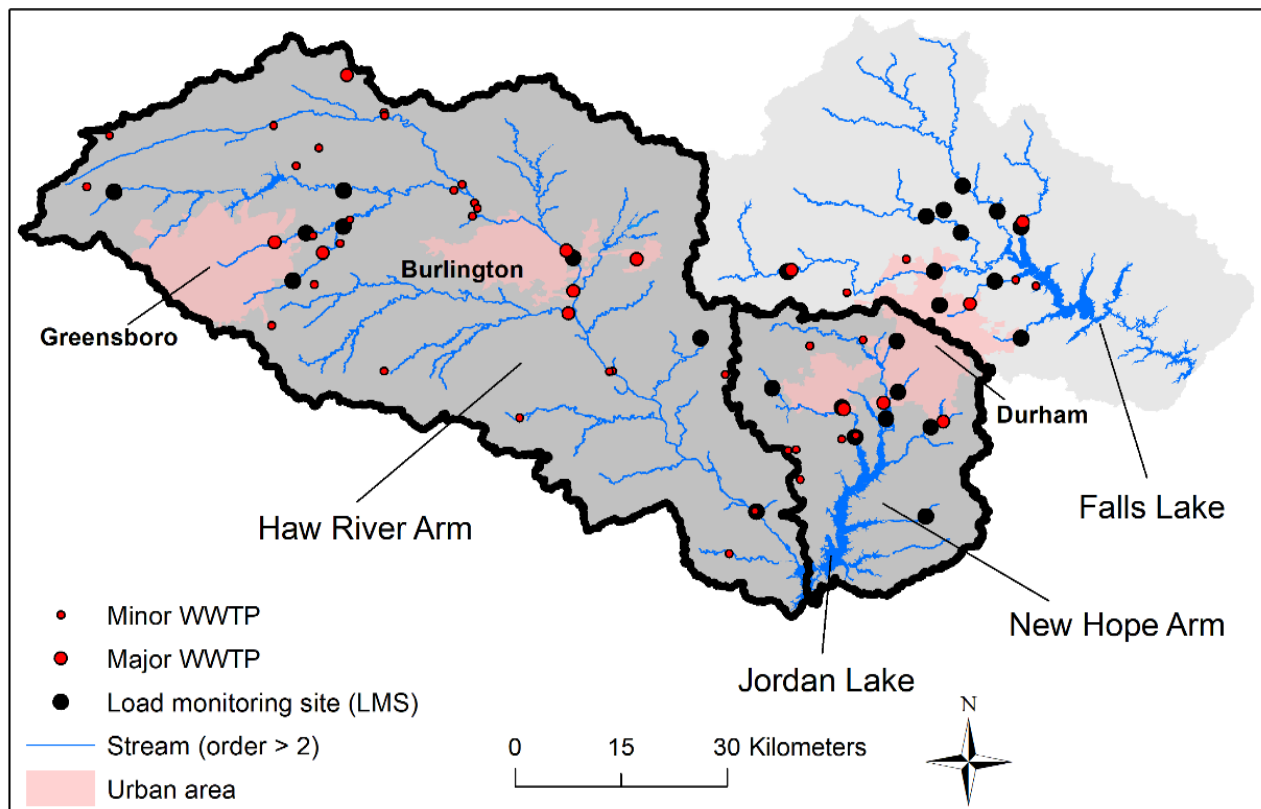 Burlington
Greensboro
Durham
Falls Lake
Haw River Arm
New Hope Arm
Jordan Lake
Minor WWTP
Major WWTP
Load monitoring site (LMS)
Stream (order > 2)
Urban area
0 15 30 Kilometers
N